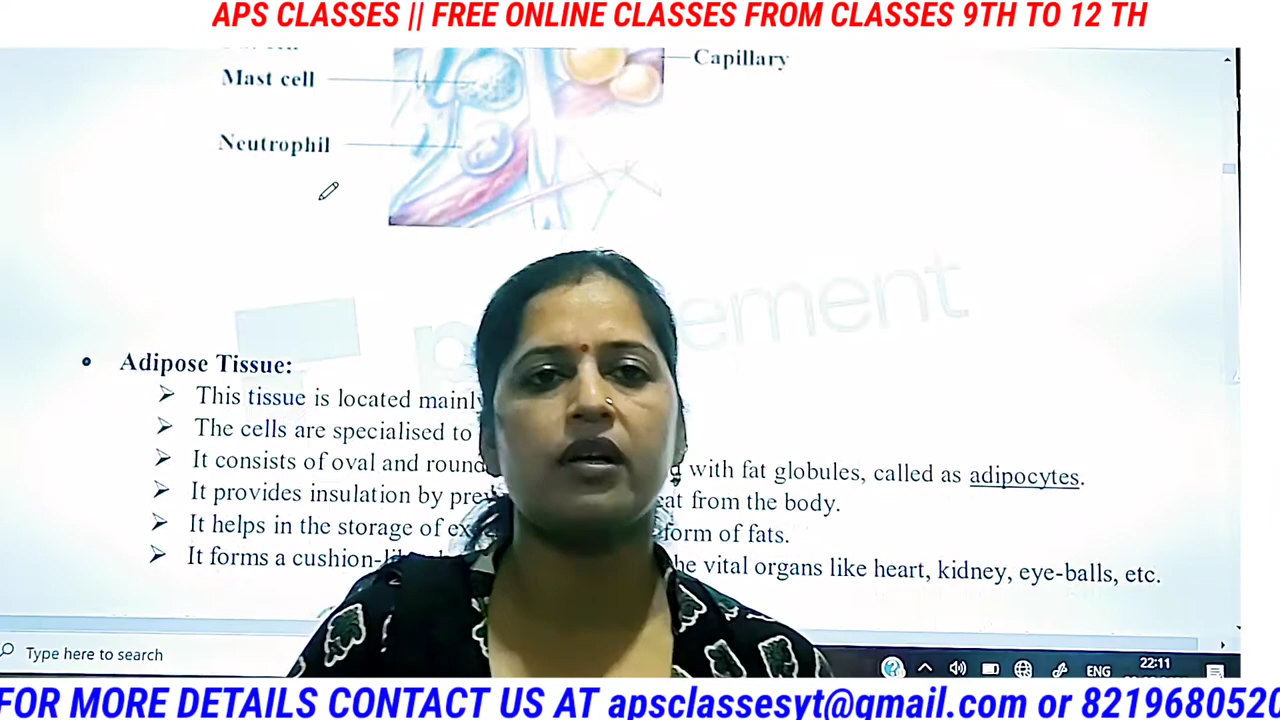 APS CLASSES || FREE ONLINE CLASSES FROM CLASSES 9TH TO 12 TH
Capillary
Mast cell
Neutrophil
ement
• Adipose Tissue:
➢ This tissue is located mainly
➢ The cells are specialised to
➢ It consists of oval and round with fat globules, called as adipocytes.
➢ It provides insulation by from the body.
➢ It helps in the storage of form of fats.
➢ It forms a vital organs like heart, kidney, eye-balls, etc.
Type here to search
ENG
22:11
FOR MORE DETAILS CONTACT US AT apsclassesyt@gmail.com or 8219680520